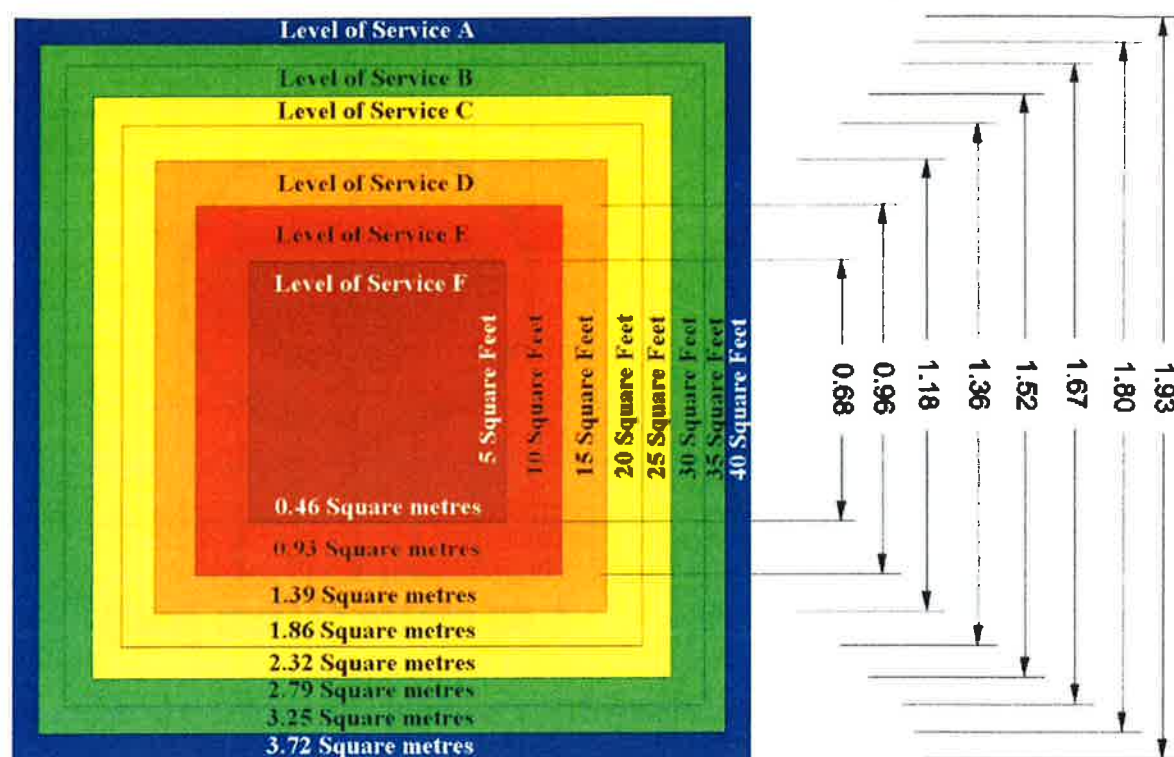 Level of Service A
Level of Service B
Level of Service C
Level of Service D
Level of Service E
Level of Service F
5 Square Feet
10 Square Feet
15 Square Feet
20 Square Feet
25 Square Feet
30 Square Feet
35 Square Feet
40 Square Feet
0.46 Square metres
0.93 Square metres
1.39 Square metres
1.86 Square metres
2.32 Square metres
2.79 Square metres
3.25 Square metres
3.72 Square metres
0.68
0.96
1.18
1.36
1.52
1.67
1.80
1.93